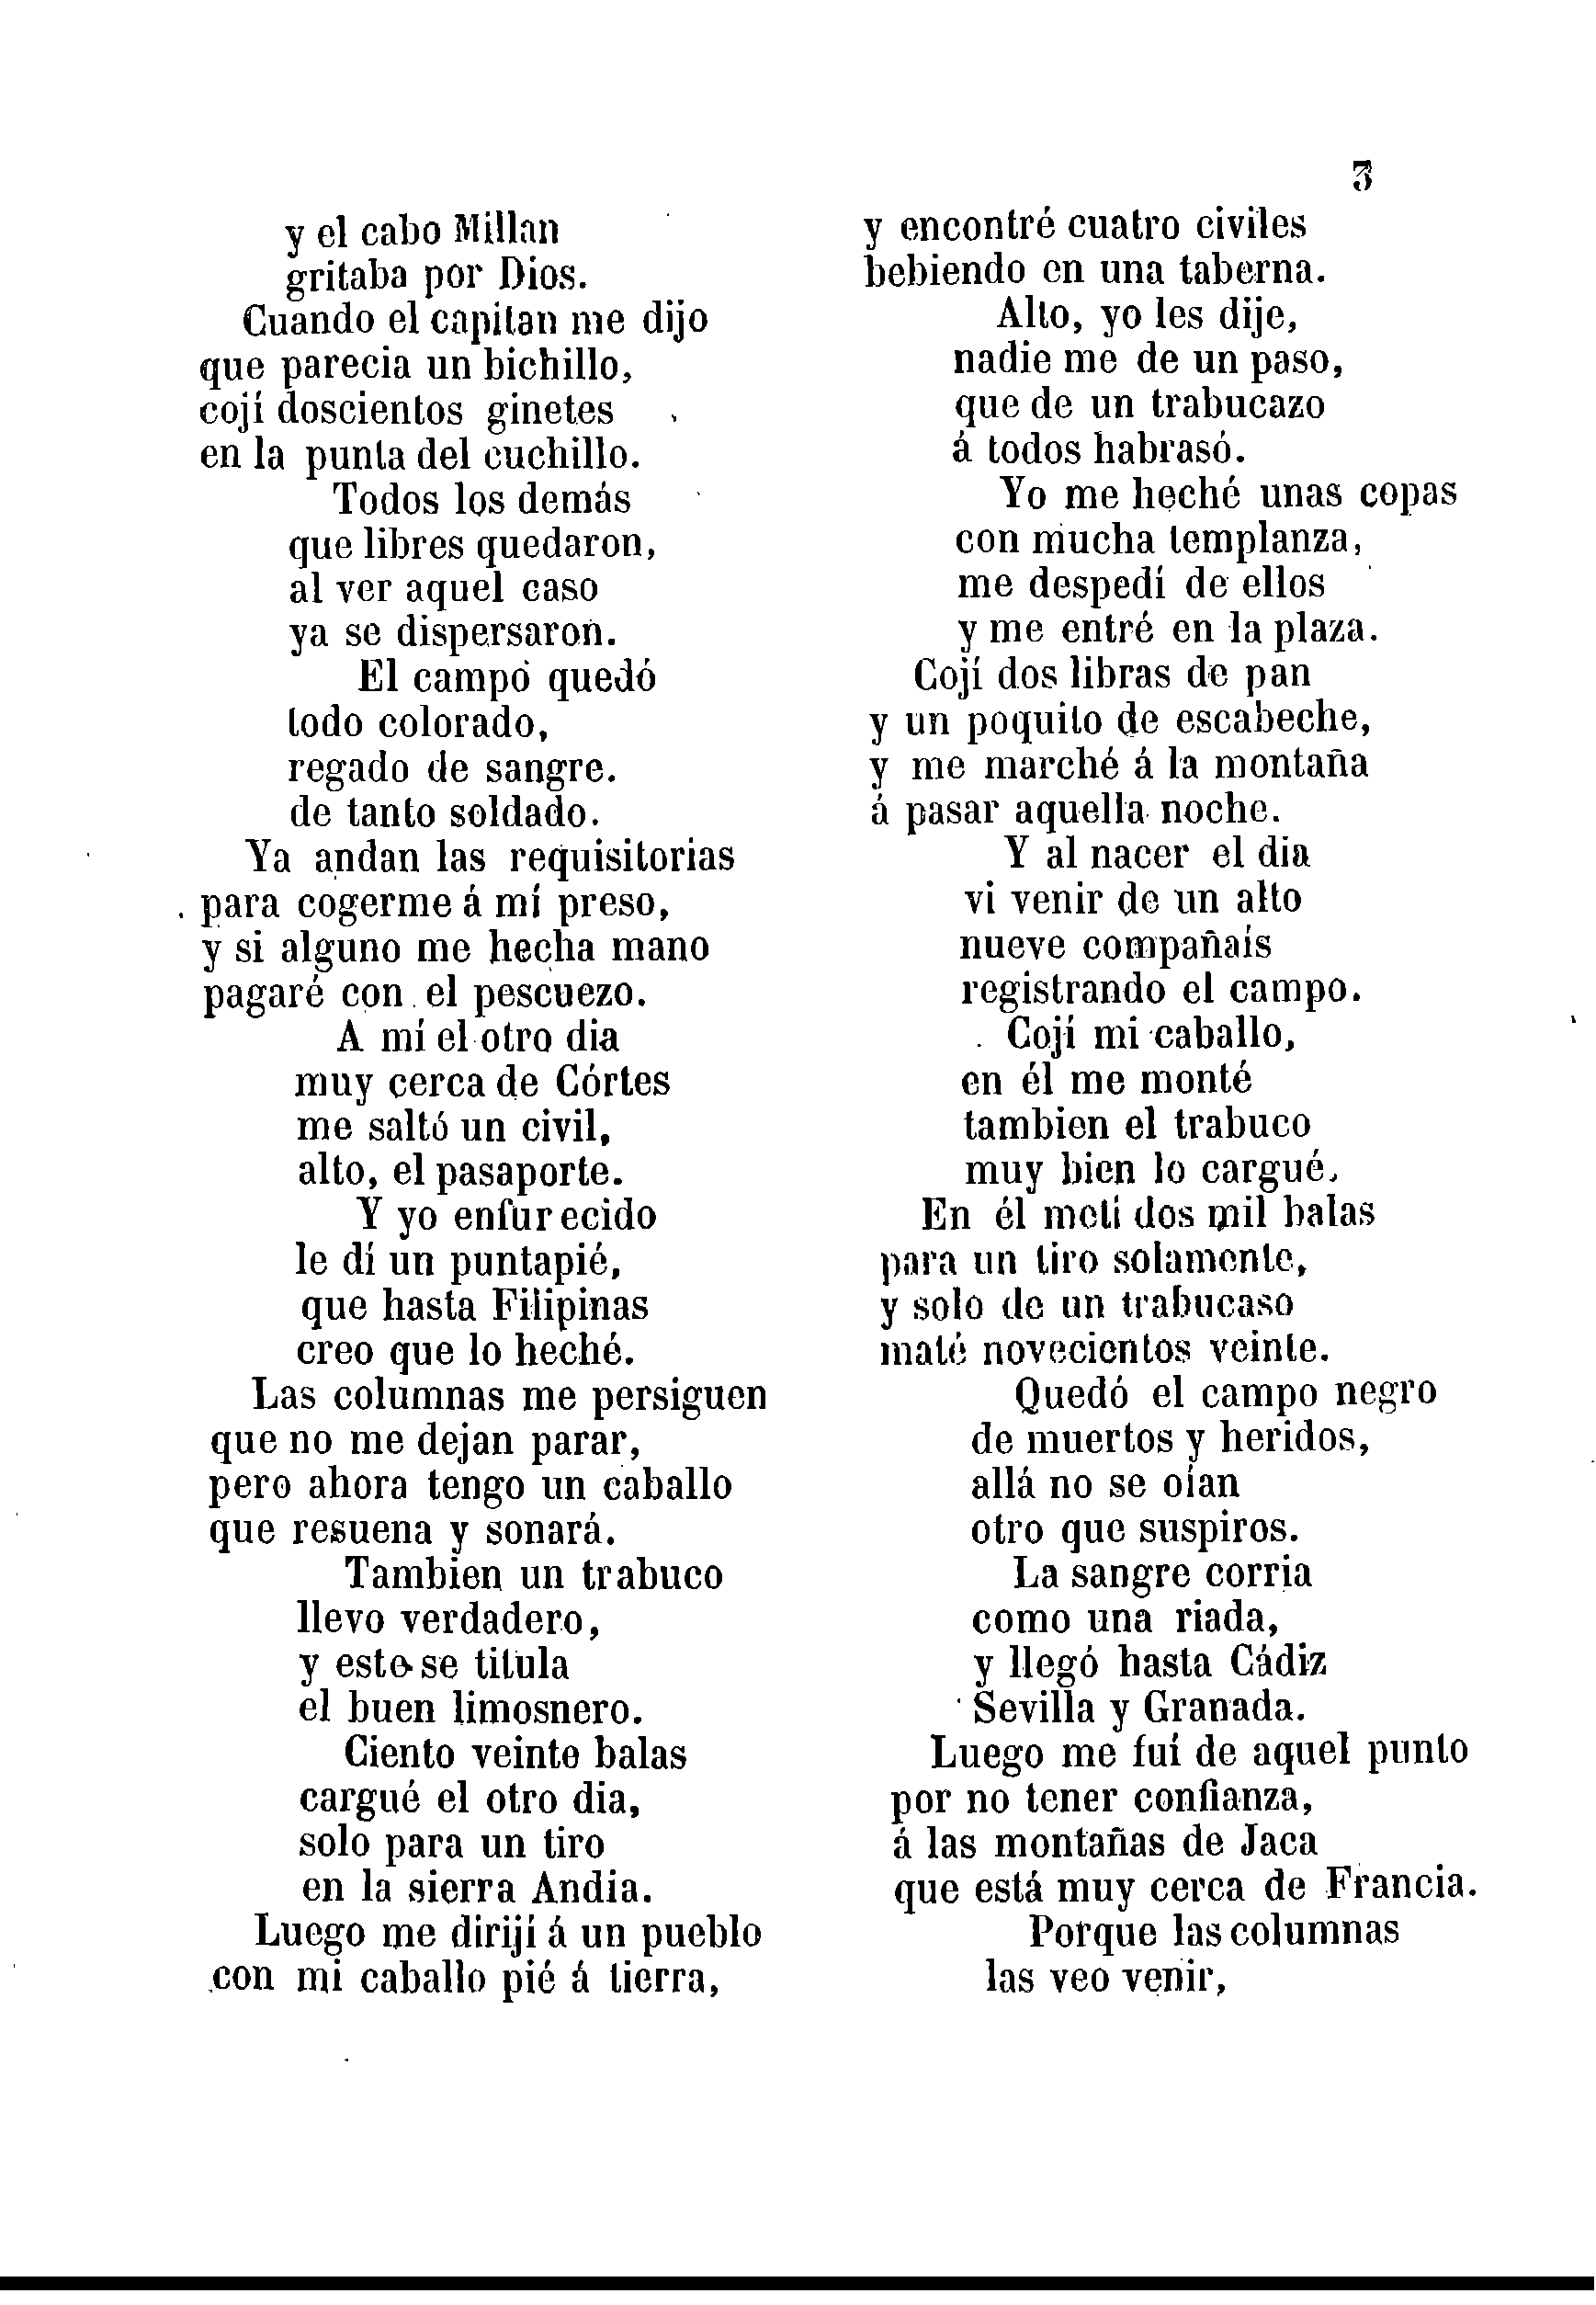 3
y el cabo Millan
gritaba por Dios.
Cuando el capitan me dijo
que parecia un bichillo,
cojí doscientos ginetes
en la punta del cuchillo.
Todos los demás
que libres quedaron,
al ver aquel caso
ya se dispersaron.
El campo quedó
todo colorado,
regado de sangre.
de tanto soldado.
Ya andan las requisitorias
para cogerme á mí preso,
y si alguno me hecha mano
pagaré con el pescuezo.
A mí el otro dia
muy cerca de Córtes
me saltó un civil,
alto, el pasaporte.
Y yo enfurecido
le dí un puntapié,
que hasta Filipinas
creo que lo heché.
Las columnas me persiguen
que no me dejan parar,
pero ahora tengo un caballo
que resuena y sonará.
Tambien un trabuco
llevo verdadero,
y este se titula
el buen limosnero.
Ciento veinte balas
cargué el otro dia,
solo para un tiro
en la sierra Andia.
Luego me dirijí á un pueblo
con mi caballo pié á tierra,
y encontré cuatro civiles
bebiendo en una taberna.
Alto, yo les dije,
nadie me de un paso,
que de un trabucazo
á todos habrasó.
Yo me heché unas copas
con mucha templanza,
me despedí de ellos
y me entré en la plaza.
Cojí dos libras de pan
y un poquito de escabeche,
y me marché á la montaña
á pasar aquella noche.
Y al nacer el dia
vi venir de un alto
nueve compañaís
registrando el campo.
Cojí mi caballo,
en él me monté
tambien el trabuco
muy bien lo cargué.
En él metí dos mil balas
para un tiro solamente,
y solo de un trabucaso
maté novecientos veinte.
Quedó el campo negro
de muertos y heridos,
allá no se oían
otro que suspiros.
La sangre corria
como una riada,
y llegó hasta Cádiz
Sevilla y Granada.
Luego me fuí de aquel punto
por no tener confianza,
á las montañas de Jaca
que está muy cerca de Francia.
Porque las columnas
las veo venir,